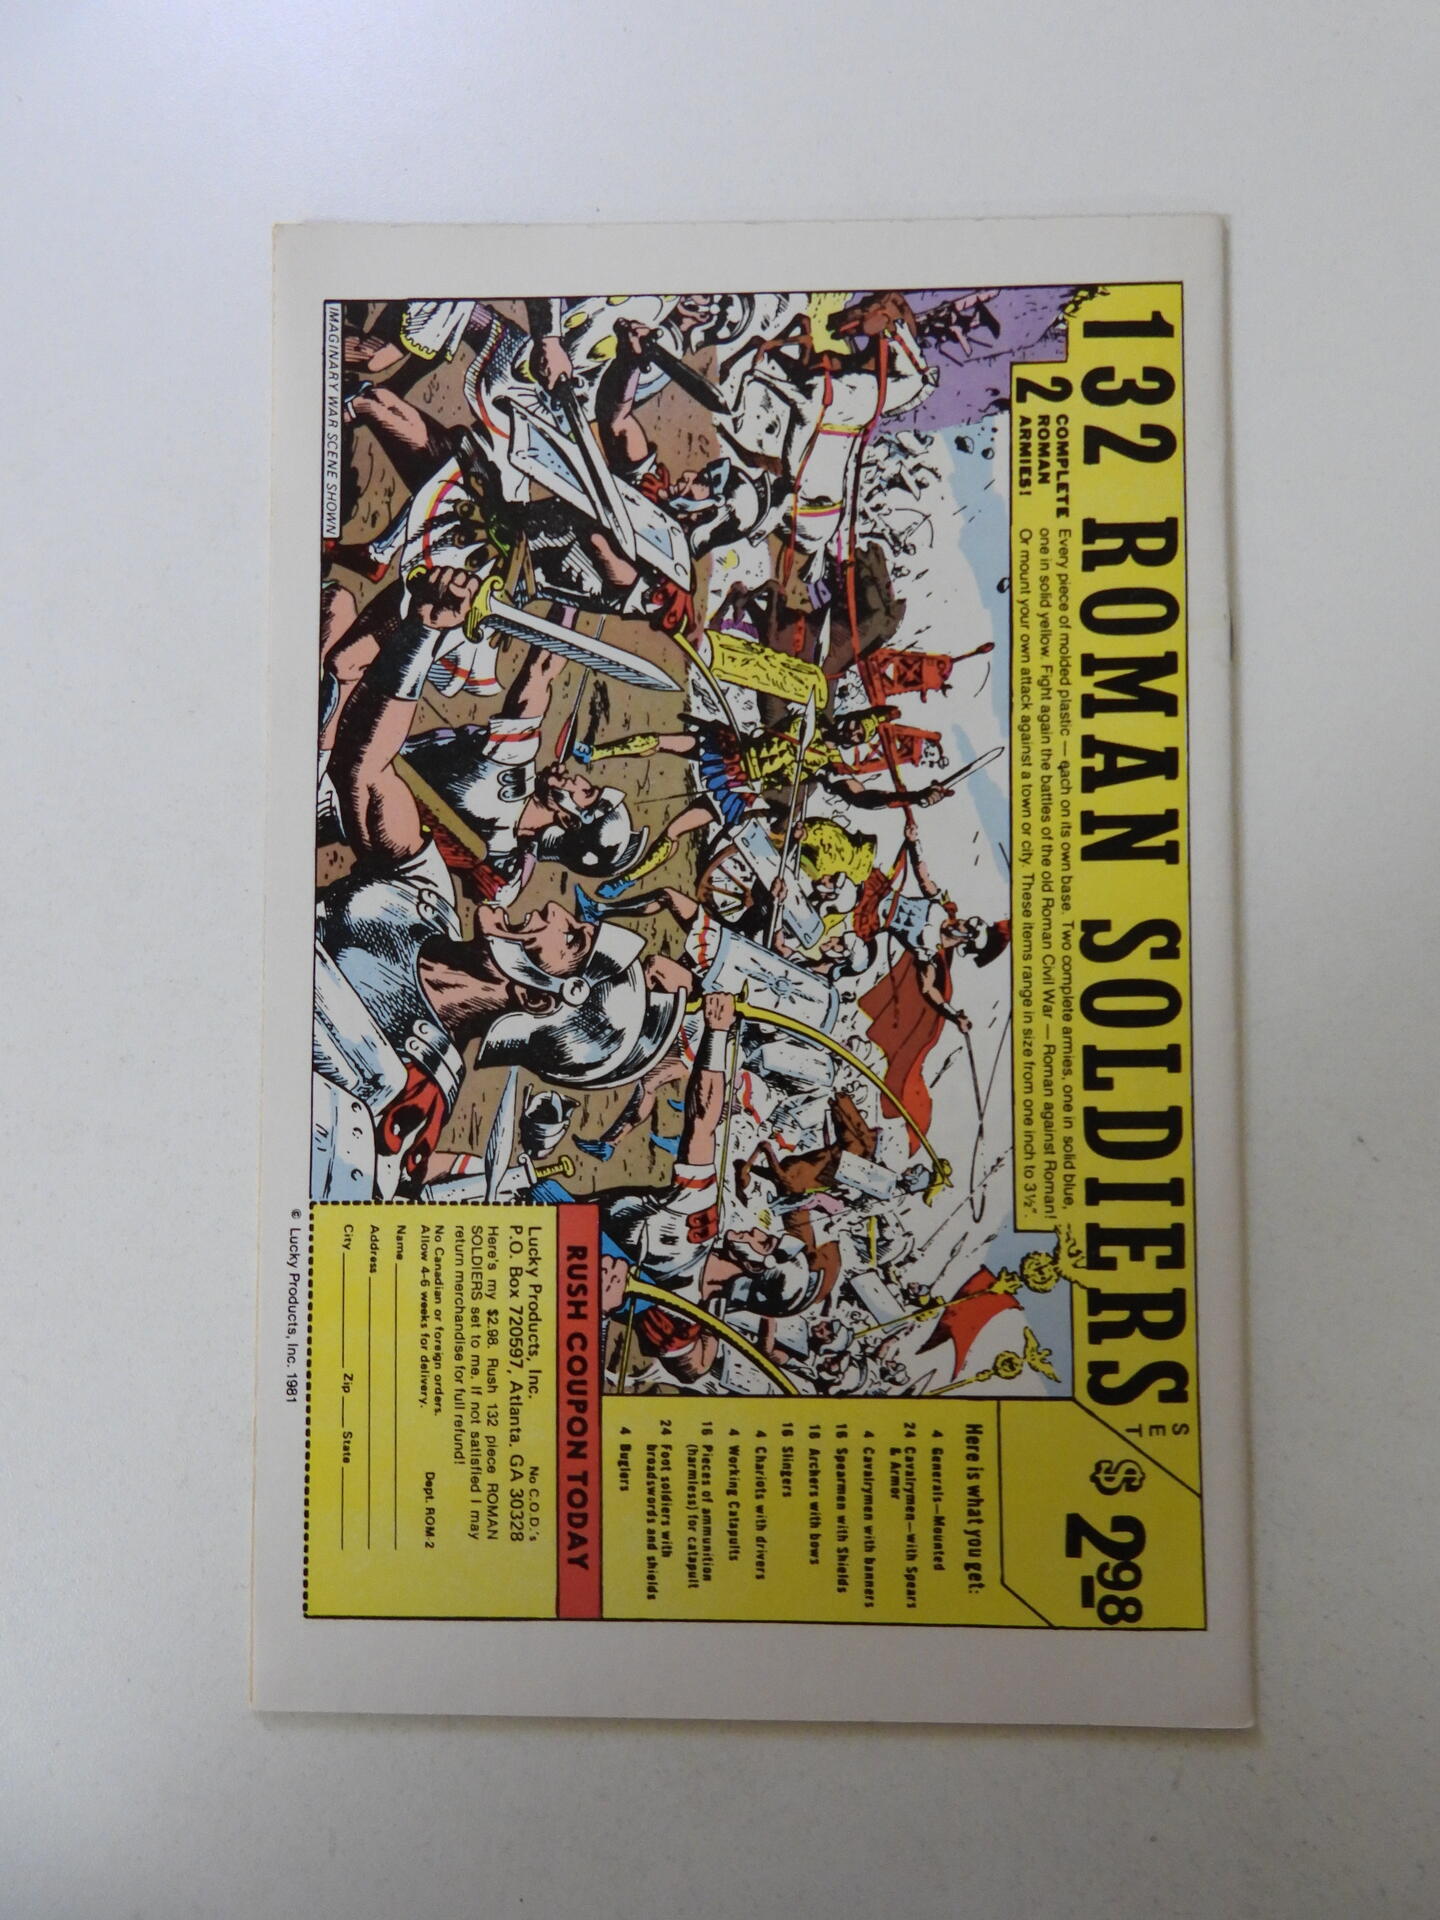 132 ROMAN SOLDIERS
SET
$2.98
2 COMPLETE
ROMAN
ARMIES!
Every piece of molded plastic — each on its own base. Two complete armies, one in solid blue,
one in solid yellow. Fight again the battles of the old Roman Civil War — Roman against Roman!
Or mount your own attack against a town or city. These items range in size from one inch to 3½".
Here is what you get:
4 Generals—Mounted
24 Cavalrymen—with Spears
& Armor
4 Cavalrymen with banners
16 Spearmen with Shields
16 Archers with bows
16 Slingers
4 Chariots with drivers
4 Working Catapults
16 Pieces of ammunition
(harmless) for catapult
24 Foot soldiers with
broadswords and shields
4 Buglers
RUSH COUPON TODAY
Lucky Products, Inc. No C.O.D.'s
P.O. Box 720597, Atlanta, GA 30328
Here's my $2.98. Rush 132 piece ROMAN
SOLDIERS set to me. If not satisfied I may
return merchandise for full refund!
No Canadian or foreign orders.
Allow 4-6 weeks for delivery. Dept. ROM-2
Name
Address
City Zip State
IMAGINARY WAR SCENE SHOWN
© Lucky Products, Inc. 1981